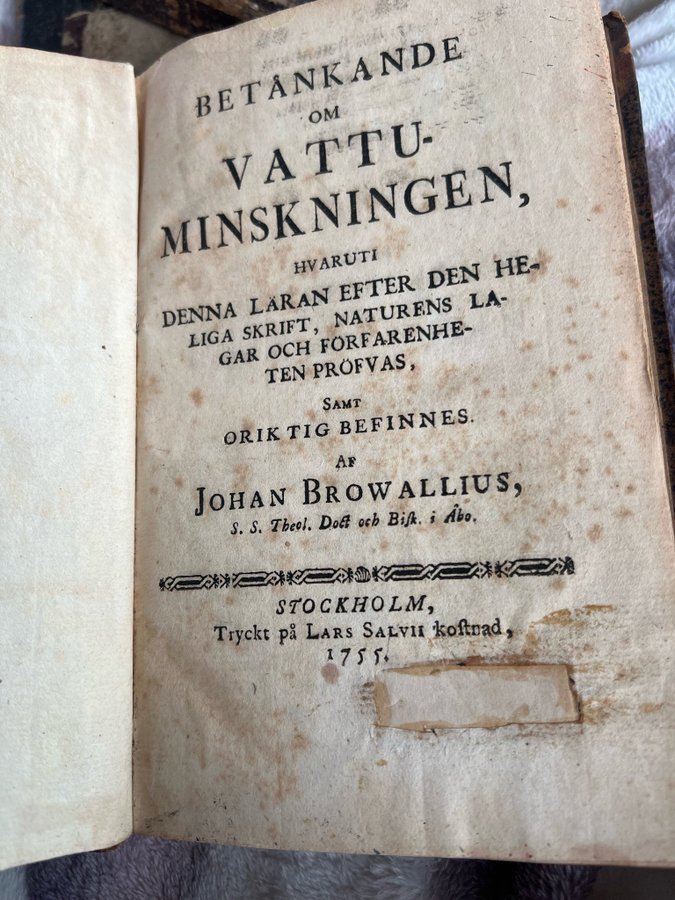 BETÅNKANDE
OM
VATTU-
MINSKNINGEN,
HVARUTI
DENNA LÄRAN EFTER DEN HE-
LIGA SKRIFT, NATURENS LA-
GAR OCH FÖRFARENHE-
TEN PRÖFVAS,
SAMT
ORIKTIG BEFINNES.
AF
JOHAN BROWALLIUS,
S. S. Theol. Doct och Bisk. i Åbo.
STOCKHOLM,
Tryckt på LARS SALVII kostnad,
1755.